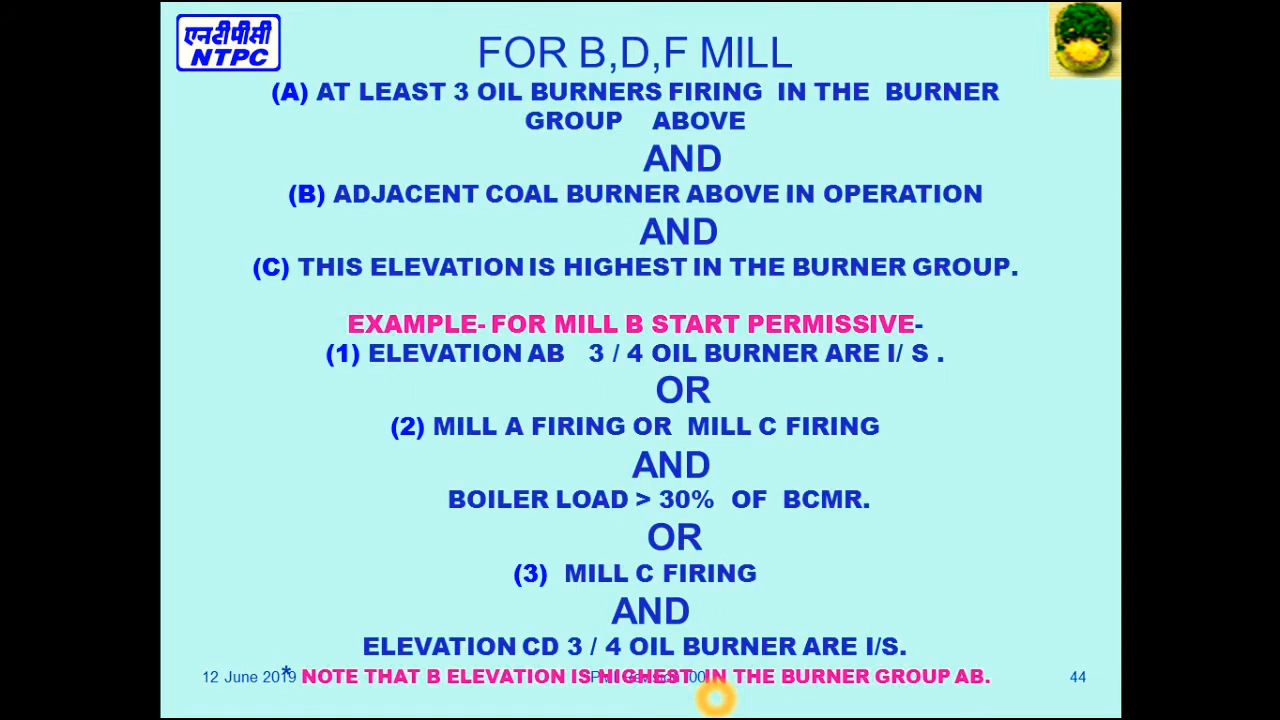 एनटीपीसी
NTPC
FOR B,D,F MILL
(A) AT LEAST 3 OIL BURNERS FIRING IN THE BURNER
GROUP ABOVE
AND
(B) ADJACENT COAL BURNER ABOVE IN OPERATION
AND
(C) THIS ELEVATION IS HIGHEST IN THE BURNER GROUP.
EXAMPLE- FOR MILL B START PERMISSIVE-
(1) ELEVATION AB 3 / 4 OIL BURNER ARE I/ S .
OR
(2) MILL A FIRING OR MILL C FIRING
AND
BOILER LOAD > 30% OF BCMR.
OR
(3) MILL C FIRING
AND
ELEVATION CD 3 / 4 OIL BURNER ARE I/S.
* NOTE THAT B ELEVATION IS HIGHEST IN THE BURNER GROUP AB.
12 June 2019
44